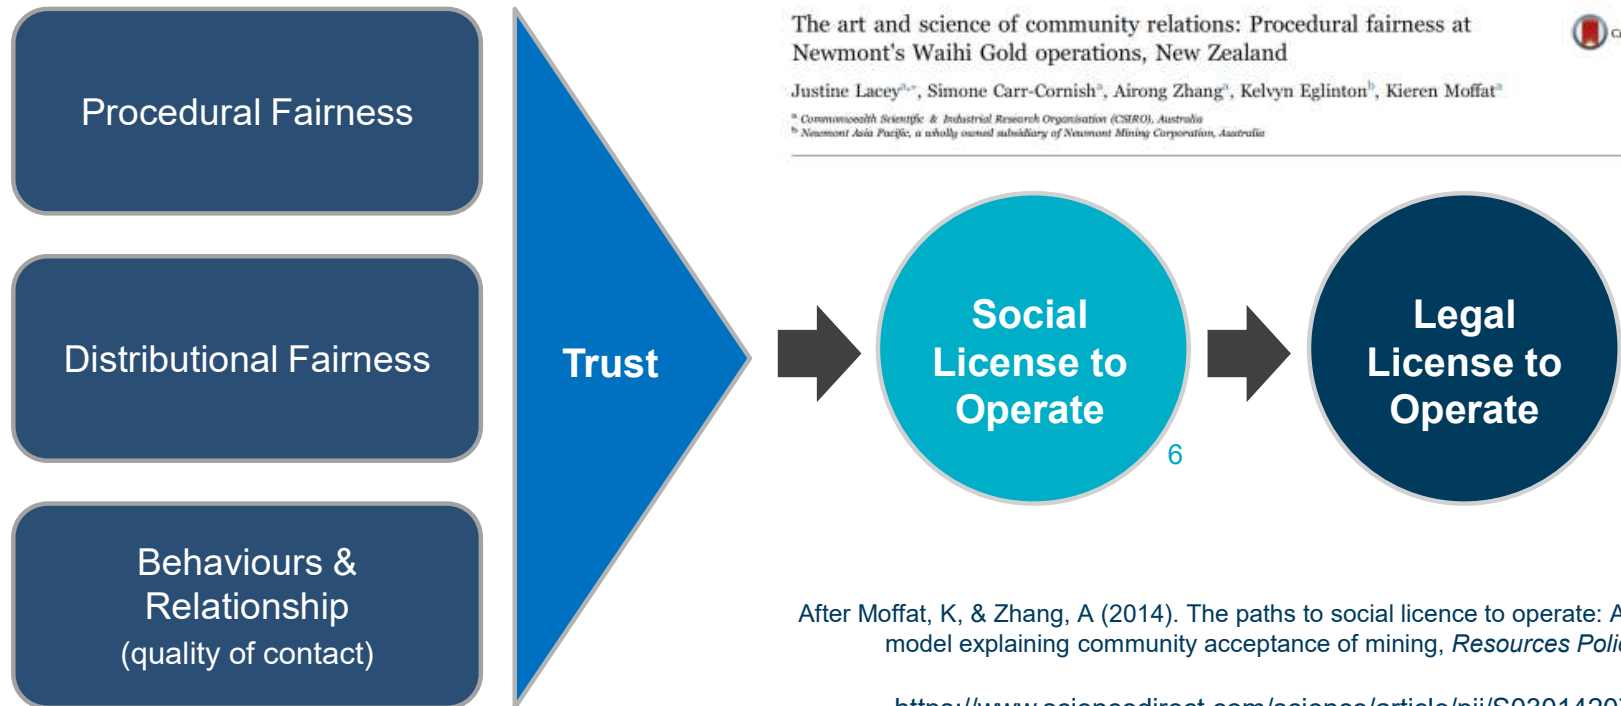 The art and science of community relations: Procedural fairness at
Newmont's Waihi Gold operations, New Zealand
Justine Lacey a,*, Simone Carr-Cornish a, Airong Zhang a, Kelvyn Eglinton b, Kieren Moffat a
a Commonwealth Scientific & Industrial Research Organisation (CSIRO), Australia
b Newmont Asia Pacific, a wholly owned subsidiary of Newmont Mining Corporation, Australia
Procedural Fairness
Distributional Fairness
Behaviours &
Relationship
(quality of contact)
Trust
Social
License to
Operate
6
Legal
License to
Operate
After Moffat, K, & Zhang, A (2014). The paths to social licence to operate: A
model explaining community acceptance of mining, Resources Polic